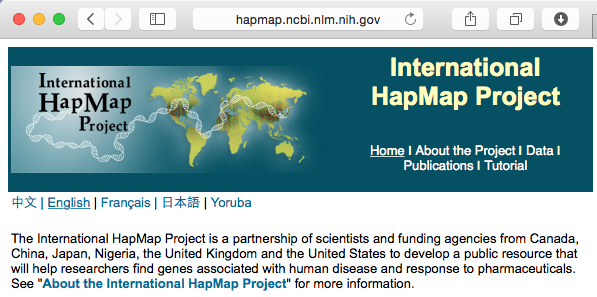 hapmap.ncbi.nlm.nih.gov
International
HapMap
Project
International
HapMap Project
Home | About the Project | Data |
Publications | Tutorial
中文 | English | Français | 日本語 | Yoruba
The International HapMap Project is a partnership of scientists and funding agencies from Canada,
China, Japan, Nigeria, the United Kingdom and the United States to develop a public resource that
will help researchers find genes associated with human disease and response to pharmaceuticals.
See "About the International HapMap Project" for more information.